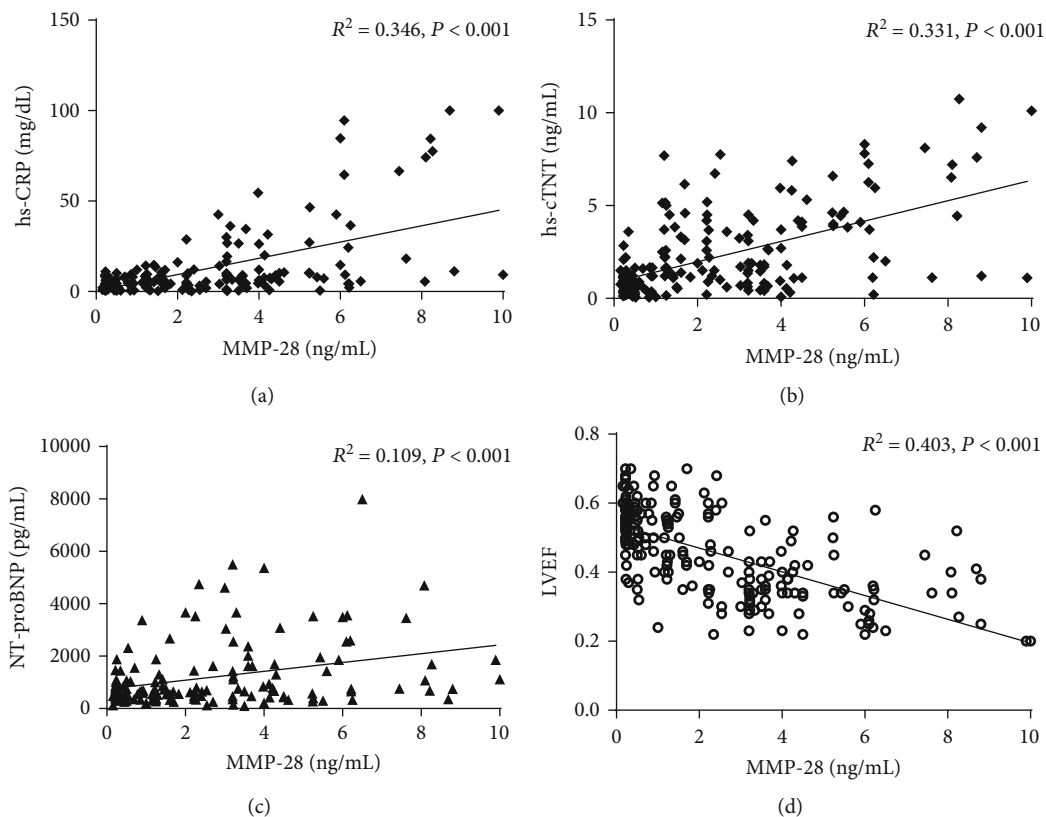 R² = 0.346, P < 0.001
hs-CRP (mg/dL)
150
100
50
0
0 2 4 6 8 10
MMP-28 (ng/mL)
(a)
R² = 0.331, P < 0.001
hs-cTNT (ng/mL)
15
10
5
0
0 2 4 6 8 10
MMP-28 (ng/mL)
(b)
R² = 0.109, P < 0.001
NT-proBNP (pg/mL)
10000
8000
6000
4000
2000
0
0 2 4 6 8 10
MMP-28 (ng/mL)
(c)
R² = 0.403, P < 0.001
LVEF
0.8
0.6
0.4
0.2
0.0
0 2 4 6 8 10
MMP-28 (ng/mL)
(d)